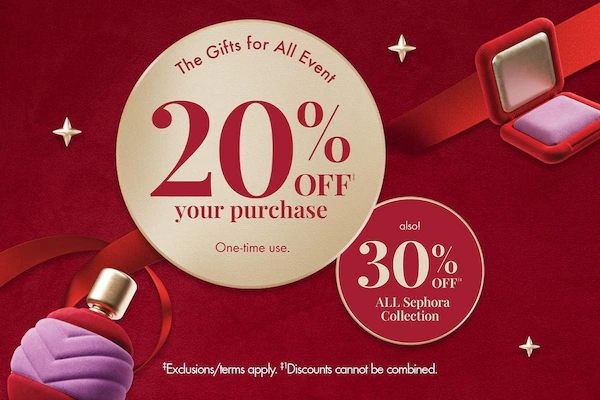 The Gifts for All Event
20%
OFF‡
your purchase
One-time use.
also!
30%
OFF‡†
ALL Sephora
Collection
‡Exclusions/terms apply. ‡†Discounts cannot be combined.